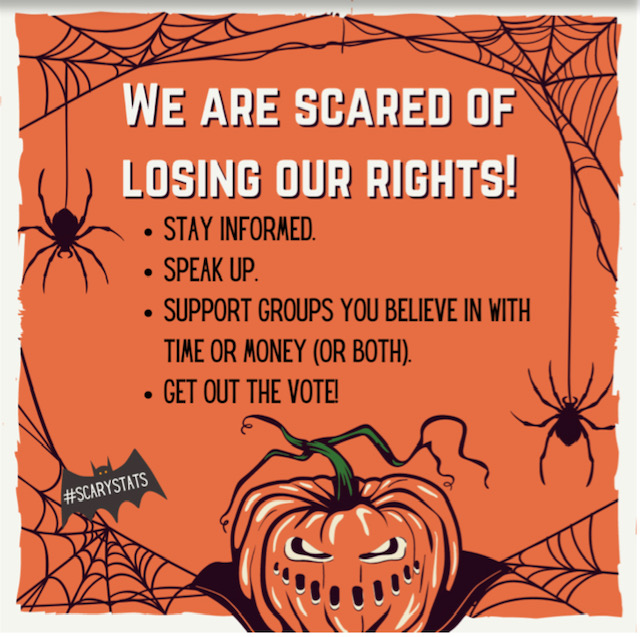 WE ARE SCARED OF
LOSING OUR RIGHTS!
• STAY INFORMED.
• SPEAK UP.
• SUPPORT GROUPS YOU BELIEVE IN WITH
TIME OR MONEY (OR BOTH).
• GET OUT THE VOTE!
#SCARYSTATS